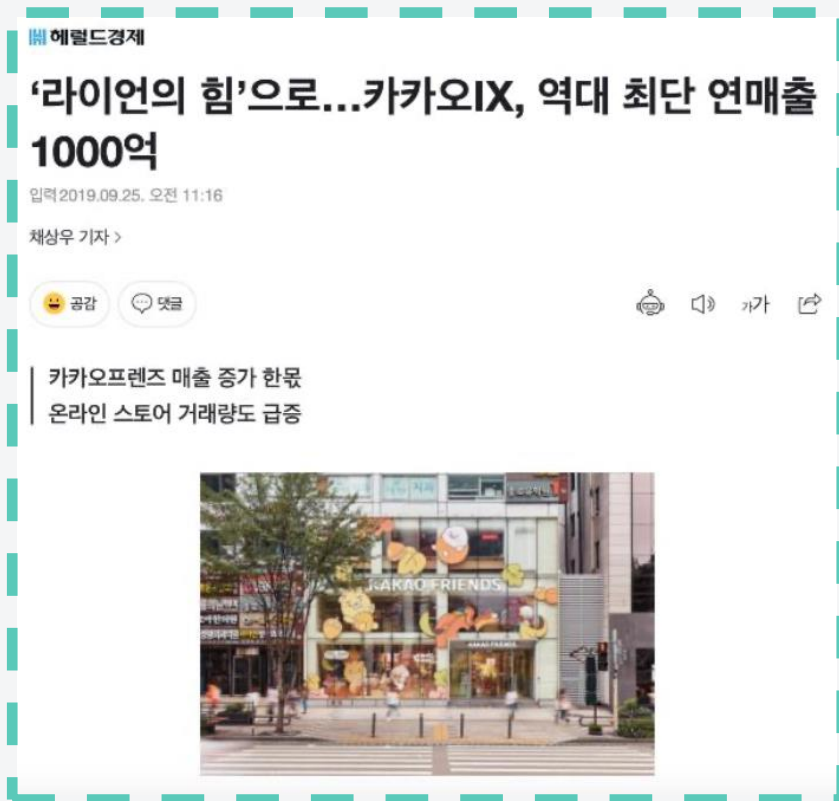 헤럴드경제
‘라이언의 힘’으로…카카오IX, 역대 최단 연매출
1000억
입력2019.09.25. 오전 11:16
채상우 기자 >
공감 댓글 가가
카카오프렌즈 매출 증가 한몫
온라인 스토어 거래량도 급증
KAKAO FRIENDS
KAKAO FRIENDS